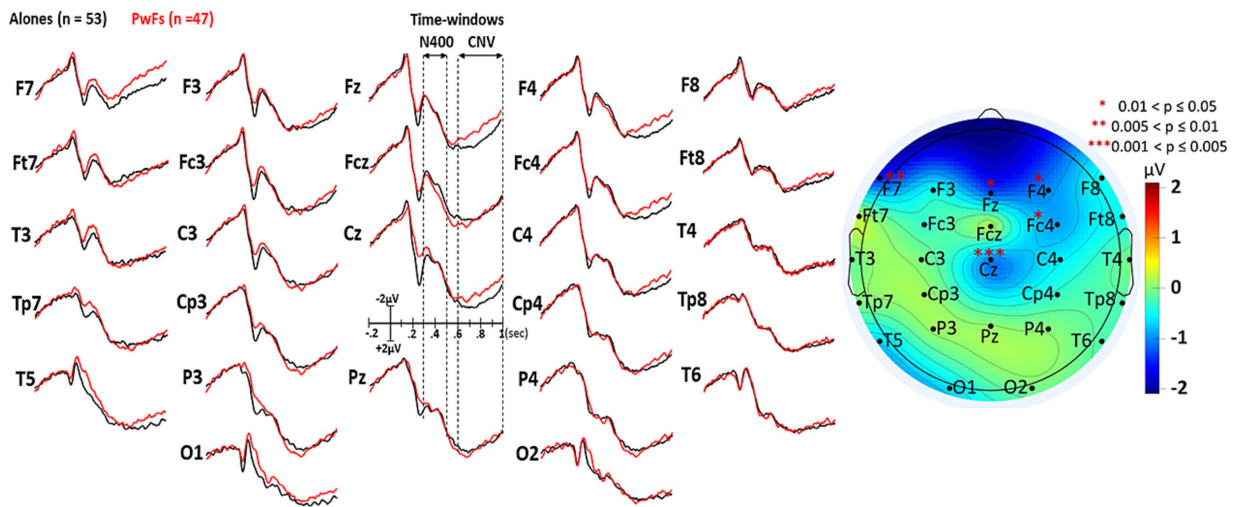 Alones (n = 53) PwFs (n =47) Time-windows
N400 CNV
F7 F3 Fz F4 F8
Ft7 Fc3 Fcz Fc4 Ft8
T3 C3 Cz C4 T4
Tp7 Cp3 Cp4 Tp8
-2µV
-.2 .2 .4 .6 .8 1(sec)
+2µV
T5 P3 Pz P4 T6
O1 O2
* 0.01 < p ≤ 0.05
** 0.005 < p ≤ 0.01
***0.001 < p ≤ 0.005
µV
2
1
0
-1
-2
** * *
F7 F3 Fz F4 F8
*
Ft7 Fc3 Fcz Fc4 Ft8
***
T3 C3 Cz C4 T4
Tp7 Cp3 Cp4 Tp8
T5 P3 Pz P4 T6
O1 O2